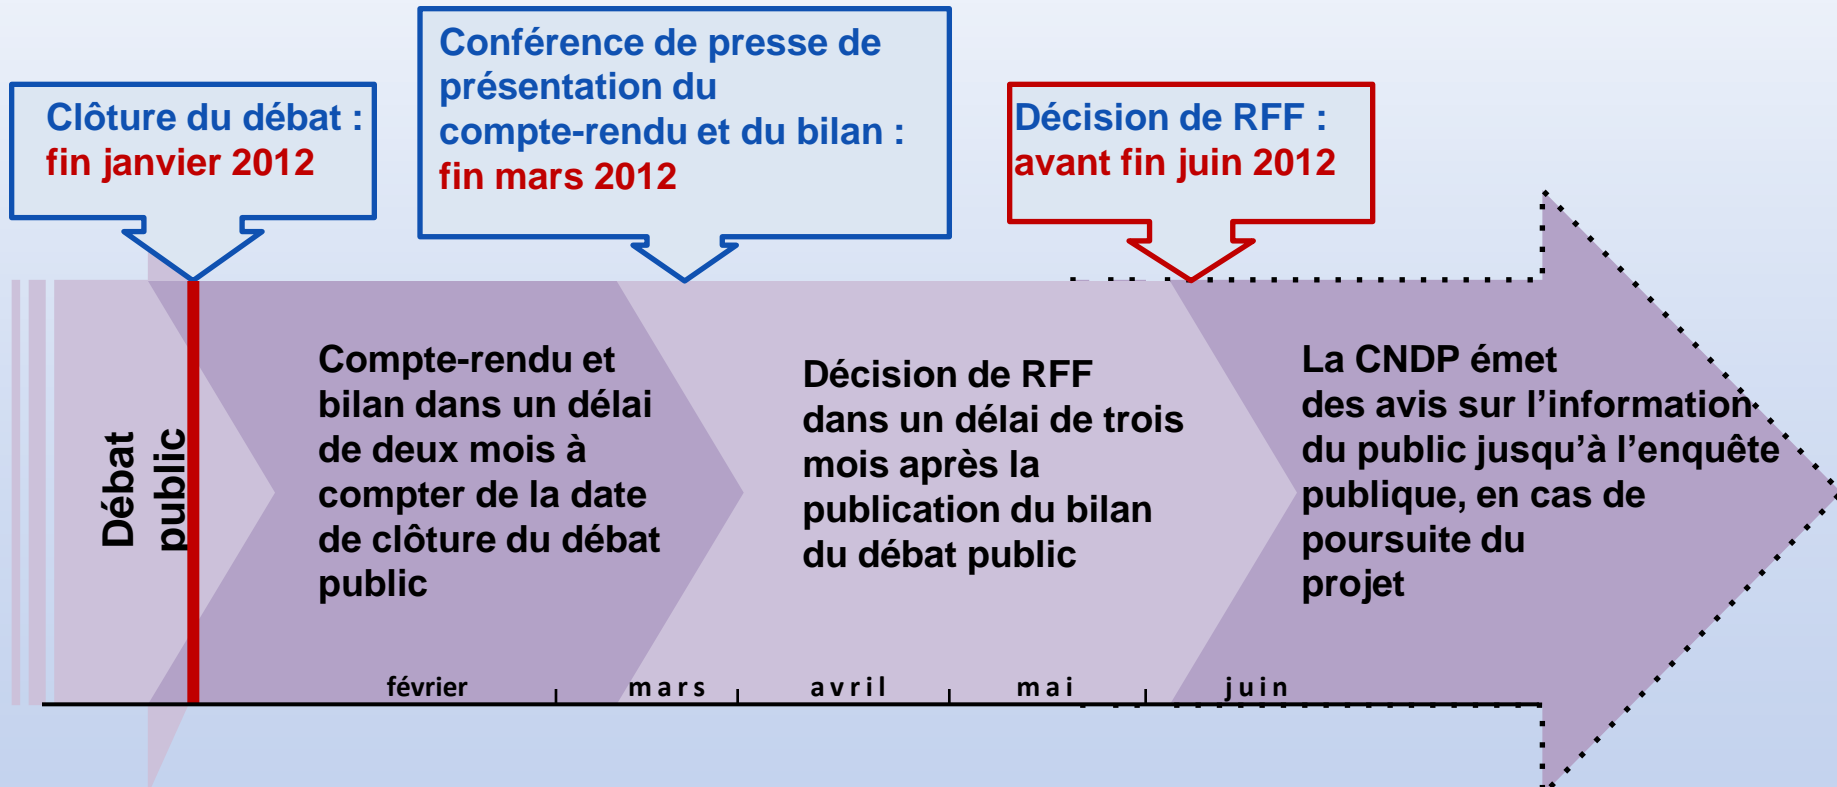 Clôture du débat :
fin janvier 2012
Conférence de presse de
présentation du
compte-rendu et du bilan :
fin mars 2012
Décision de RFF :
avant fin juin 2012
Débat
public
Compte-rendu et
bilan dans un délai
de deux mois à
compter de la date
de clôture du débat
public
Décision de RFF
dans un délai de trois
mois après la
publication du bilan
du débat public
La CNDP émet
des avis sur l’information
du public jusqu’à l’enquête
publique, en cas de
poursuite du
projet
février mars avril mai juin